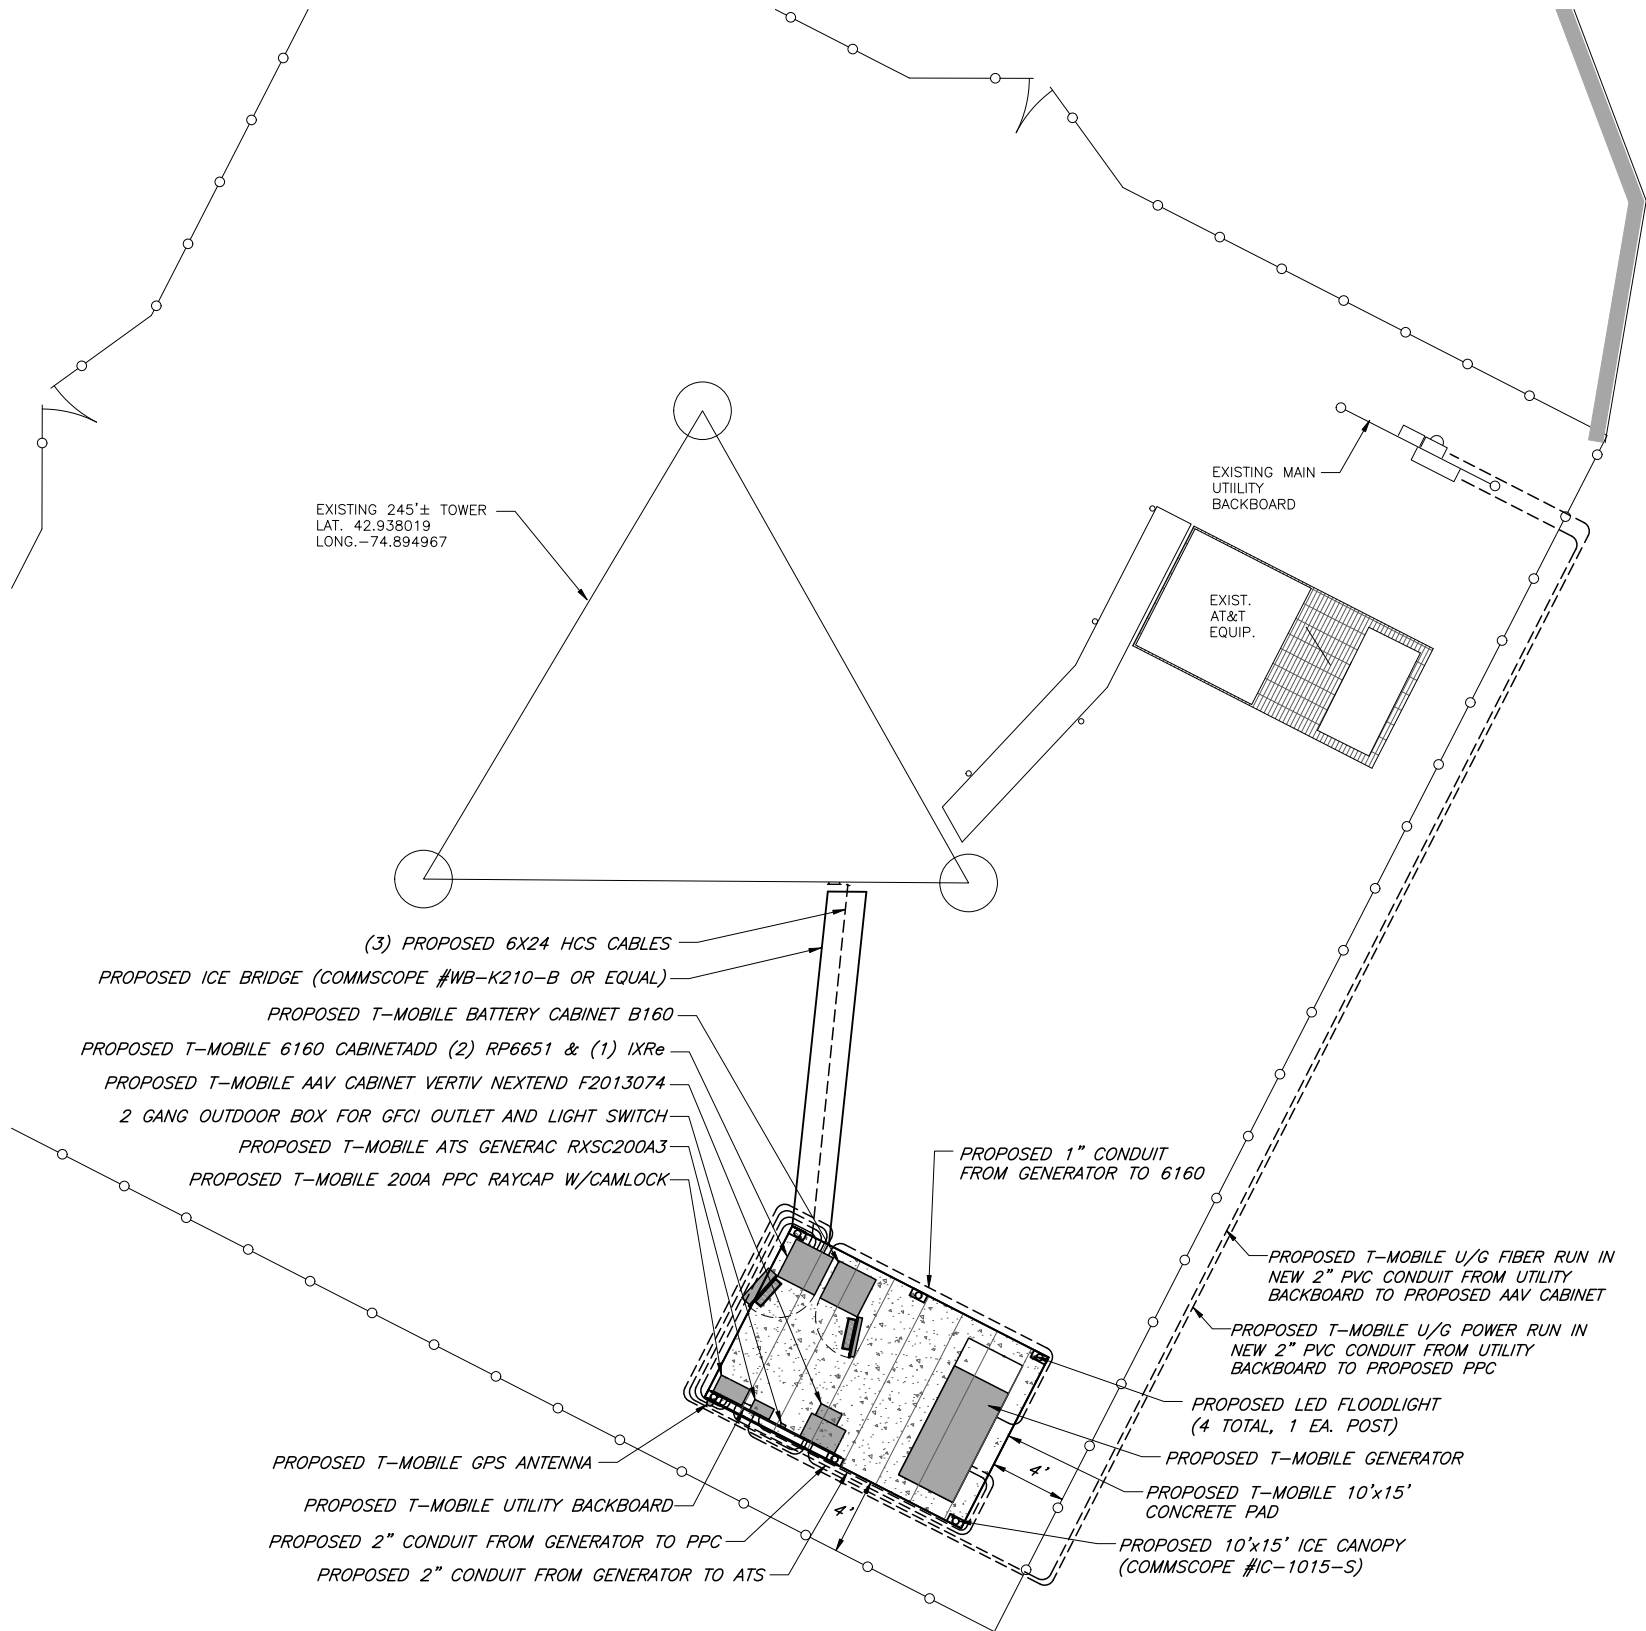 EXISTING MAIN
UTIILITY
BACKBOARD
EXISTING 245'± TOWER
LAT. 42.938019
LONG.-74.894967
EXIST.
AT&T
EQUIP.
(3) PROPOSED 6X24 HCS CABLES
PROPOSED ICE BRIDGE (COMMSCOPE #WB-K210-B OR EQUAL)
PROPOSED T-MOBILE BATTERY CABINET B160
PROPOSED T-MOBILE 6160 CABINETADD (2) RP6651 & (1) IXRe
PROPOSED T-MOBILE AAV CABINET VERTIV NEXTEND F2013074
2 GANG OUTDOOR BOX FOR GFCI OUTLET AND LIGHT SWITCH
PROPOSED T-MOBILE ATS GENERAC RXSC200A3
PROPOSED T-MOBILE 200A PPC RAYCAP W/CAMLOCK
PROPOSED 1" CONDUIT
FROM GENERATOR TO 6160
PROPOSED T-MOBILE U/G FIBER RUN IN
NEW 2" PVC CONDUIT FROM UTILITY
BACKBOARD TO PROPOSED AAV CABINET
PROPOSED T-MOBILE U/G POWER RUN IN
NEW 2" PVC CONDUIT FROM UTILITY
BACKBOARD TO PROPOSED PPC
PROPOSED LED FLOODLIGHT
(4 TOTAL, 1 EA. POST)
PROPOSED T-MOBILE GENERATOR
4'
PROPOSED T-MOBILE 10'x15'
CONCRETE PAD
PROPOSED 10'x15' ICE CANOPY
(COMMSCOPE #IC-1015-S)
PROPOSED T-MOBILE GPS ANTENNA
PROPOSED T-MOBILE UTILITY BACKBOARD
4'
PROPOSED 2" CONDUIT FROM GENERATOR TO PPC
PROPOSED 2" CONDUIT FROM GENERATOR TO ATS